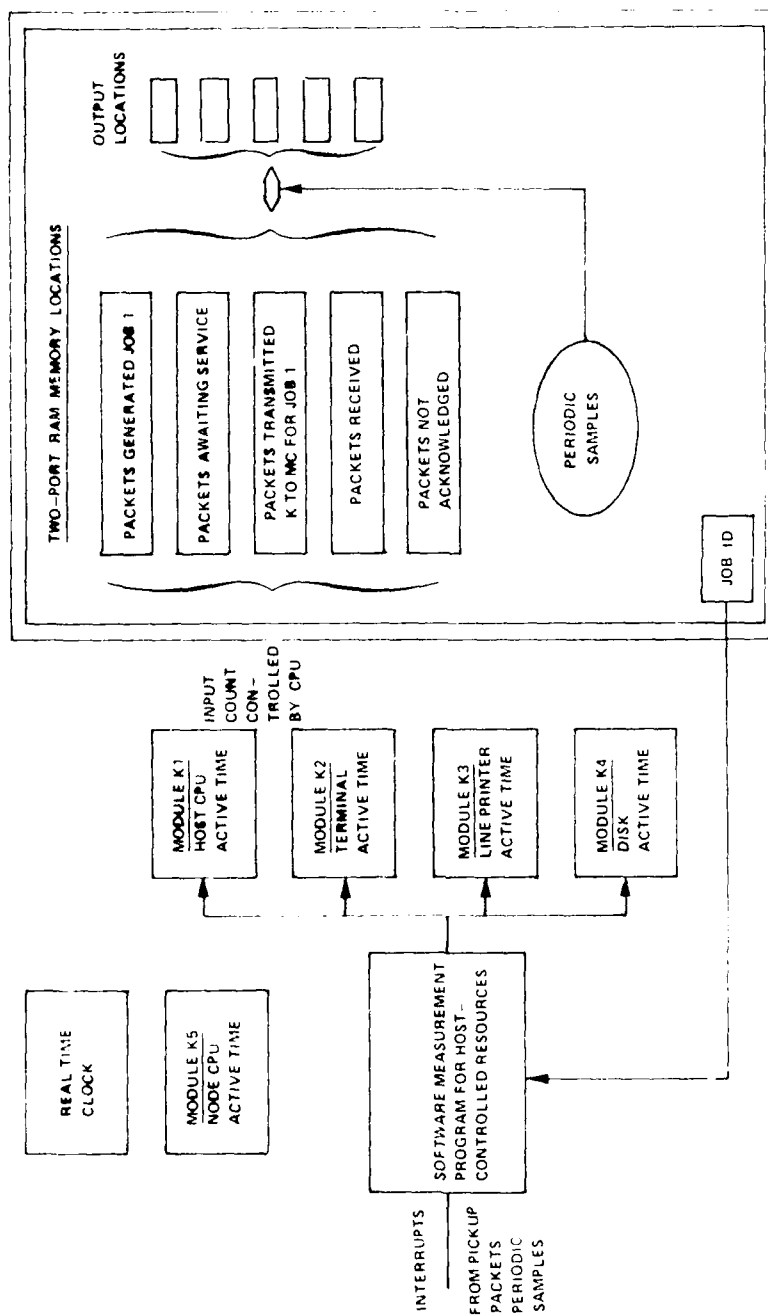 REAL TIME
CLOCK
MODULE K5
NODE CPU
ACTIVE TIME
INTERRUPTS
FROM PICKUP
PACKETS
PERIODIC
SAMPLES
SOFTWARE MEASUREMENT
PROGRAM FOR HOST-
CONTROLLED RESOURCES
MODULE K1
HOST CPU
ACTIVE TIME
MODULE K2
TERMINAL
ACTIVE TIME
MODULE K3
LINE PRINTER
ACTIVE TIME
MODULE K4
DISK
ACTIVE TIME
INPUT
COUNT
CON-
TROLLED
BY CPU
TWO-PORT RAM MEMORY LOCATIONS
PACKETS GENERATED JOB 1
PACKETS AWAITING SERVICE
PACKETS TRANSMITTED
K TO MC FOR JOB 1
PACKETS RECEIVED
PACKETS NOT
ACKNOWLEDGED
OUTPUT
LOCATIONS
PERIODIC
SAMPLES
JOB ID